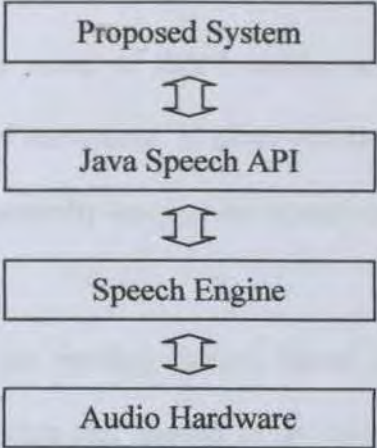 Proposed System
Java Speech API
Speech Engine
Audio Hardware